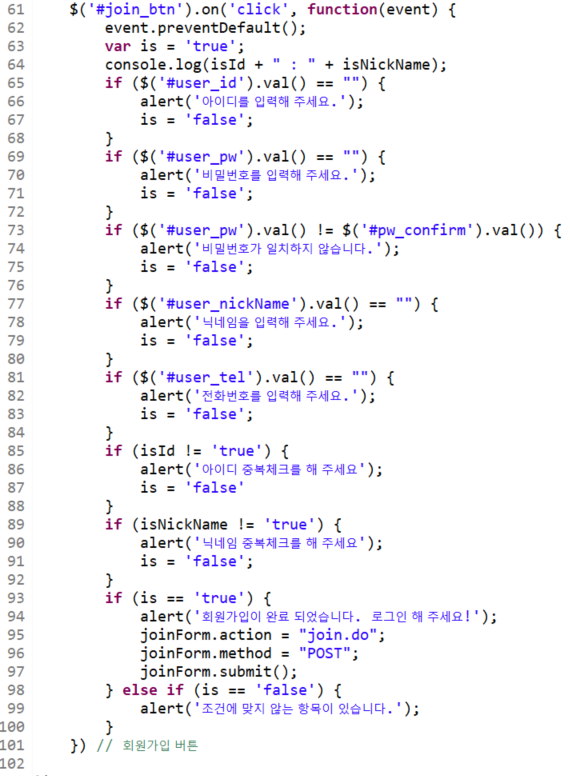 61 $('#join_btn').on('click', function(event) {
62 event.preventDefault();
63 var is = 'true';
64 console.log(isId + " : " + isNickName);
65 if ($('#user_id').val() == "") {
66 alert('아이디를 입력해 주세요.');
67 is = 'false';
68 }
69 if ($('#user_pw').val() == "") {
70 alert('비밀번호를 입력해 주세요.');
71 is = 'false';
72 }
73 if ($('#user_pw').val() != $('#pw_confirm').val()) {
74 alert('비밀번호가 일치하지 않습니다.');
75 is = 'false';
76 }
77 if ($('#user_nickName').val() == "") {
78 alert('닉네임을 입력해 주세요.');
79 is = 'false';
80 }
81 if ($('#user_tel').val() == "") {
82 alert('전화번호를 입력해 주세요.');
83 is = 'false';
84 }
85 if (isId != 'true') {
86 alert('아이디 중복체크를 해 주세요');
87 is = 'false'
88 }
89 if (isNickName != 'true') {
90 alert('닉네임 중복체크를 해 주세요');
91 is = 'false';
92 }
93 if (is == 'true') {
94 alert('회원가입이 완료 되었습니다. 로그인 해 주세요!');
95 joinForm.action = "join.do";
96 joinForm.method = "POST";
97 joinForm.submit();
98 } else if (is == 'false') {
99 alert('조건에 맞지 않는 항목이 있습니다.');
100 }
101 }) // 회원가입 버튼
102